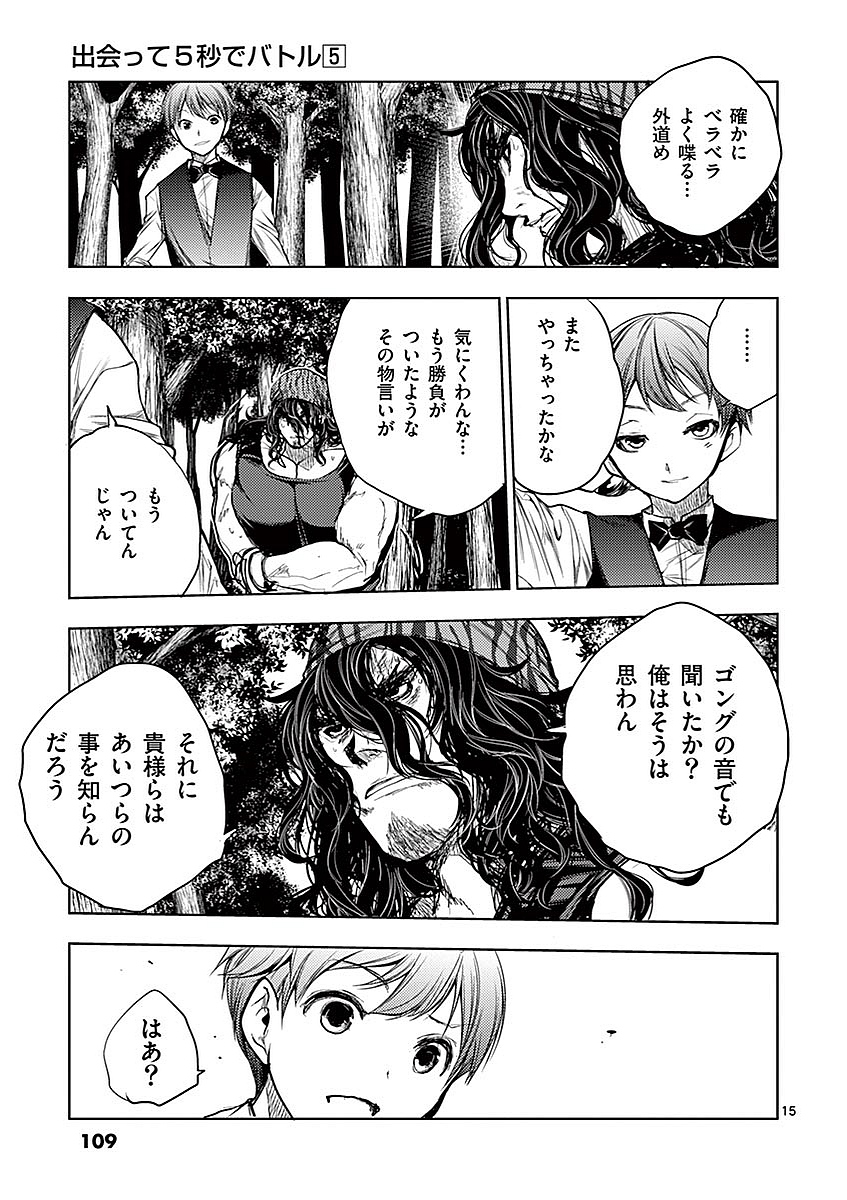 出会って5秒でバトル 5
確かに
ベラベラ
よく喋る…
外道め
……
また
やっちゃったかな
気にくわんな…
もう勝負が
ついたような
その物言いが
もう
ついてん
じゃん
ゴングの音でも
聞いたか?
俺はそうは
思わん
それに
貴様らは
あいつらの
事を知らん
だろう
はあ?
15
109